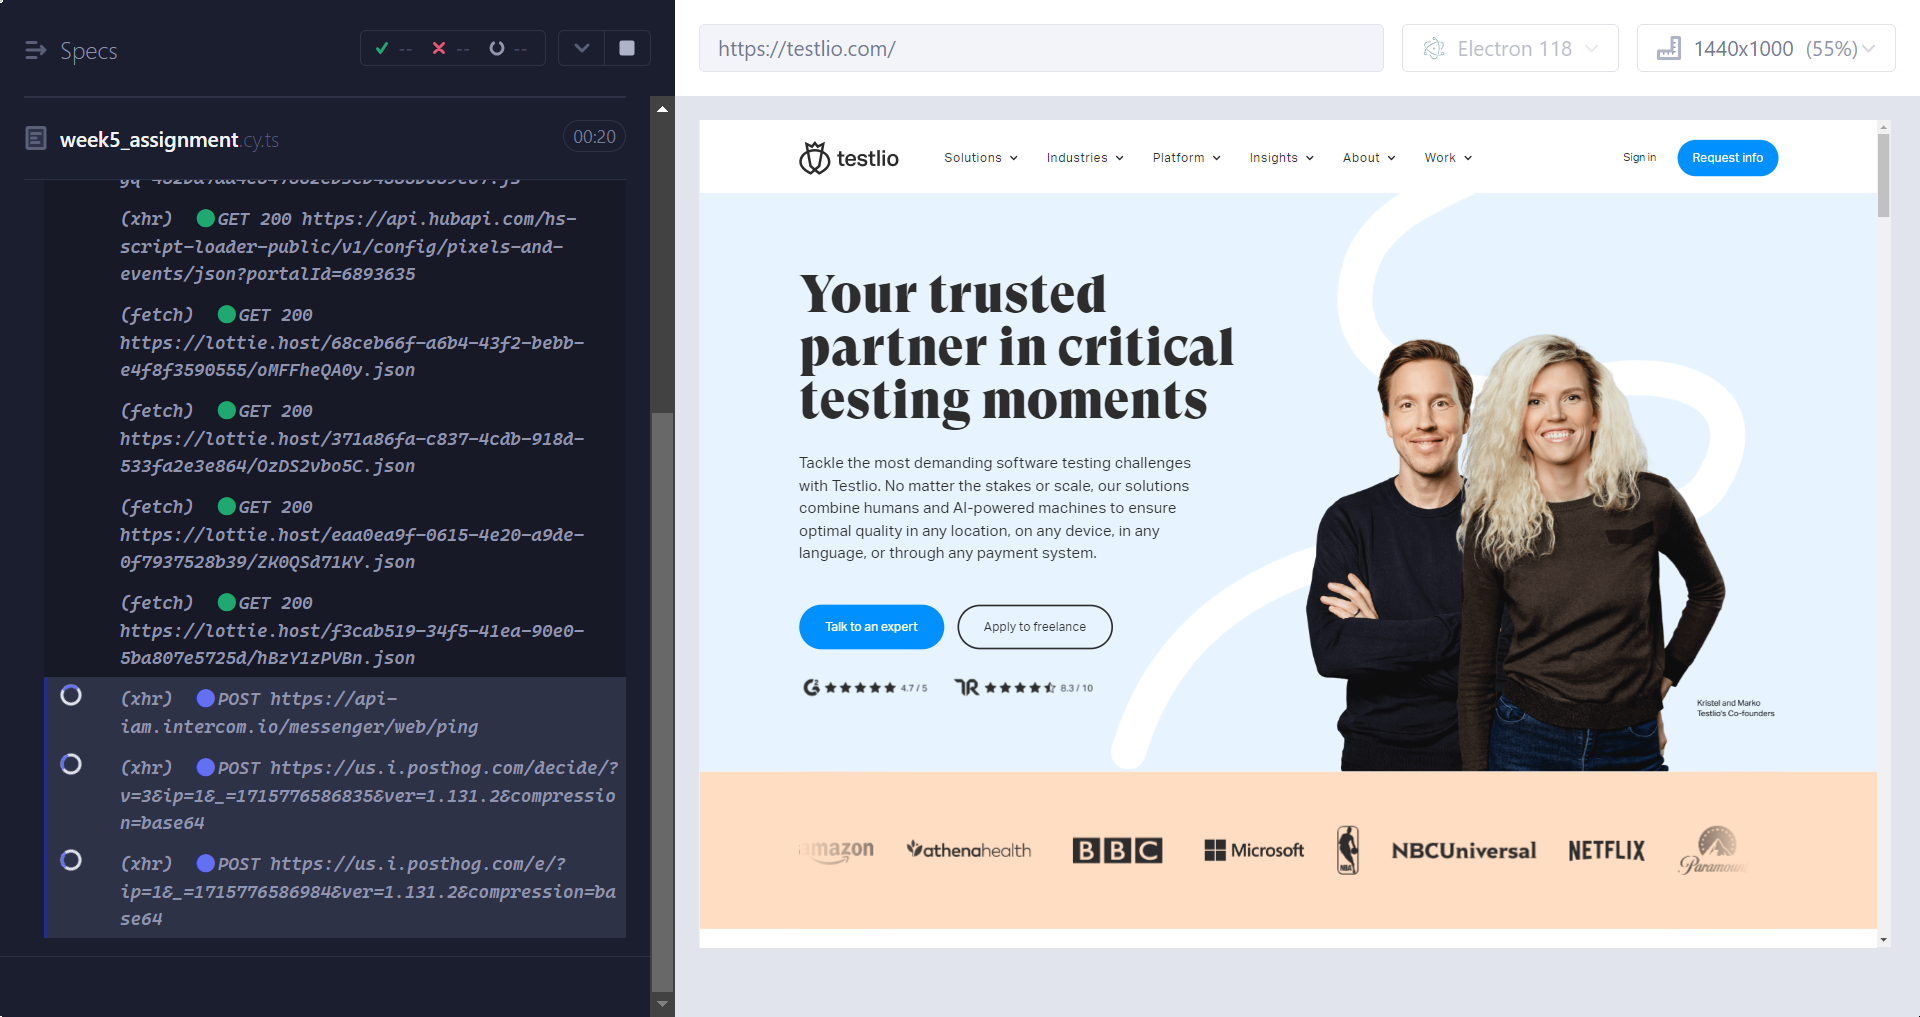 Specs
-- -- --
week5_assignment.cy.ts
00:20
(xhr) GET 200 https://api.hubapi.com/hs-
script-loader-public/v1/config/pixels-and-
events/json?portalId=6893635
(fetch) GET 200
https://lottie.host/68ceb66f-a6b4-43f2-bebb-
e4f8f3590555/oMFFheQA0y.json
(fetch) GET 200
https://lottie.host/371a86fa-c837-4cdb-918d-
533fa2e3e864/OzDS2vbo5C.json
(fetch) GET 200
https://lottie.host/eaa0ea9f-0615-4e20-a9de-
0f7937528b39/ZK0QSd71KY.json
(fetch) GET 200
https://lottie.host/f3cab519-34f5-41ea-90e0-
5ba807e5725d/hBzY1zPVBn.json
(xhr) POST https://api-
iam.intercom.io/messenger/web/ping
(xhr) POST https://us.i.posthog.com/decide/?
v=3&ip=1&_=1715776586835&ver=1.131.2&compressio
n=base64
(xhr) POST https://us.i.posthog.com/e/?
ip=1&_=1715776586984&ver=1.131.2&compression=ba
se64
https://testlio.com/
Electron 118
1440x1000 (55%)
testlio
Solutions
Industries
Platform
Insights
About
Work
Sign in
Request info
Your trusted
partner in critical
testing moments
Tackle the most demanding software testing challenges
with Testlio. No matter the stakes or scale, our solutions
combine humans and AI-powered machines to ensure
optimal quality in any location, on any device, in any
language, or through any payment system.
Talk to an expert
Apply to freelance
4.7 / 5
8.3 / 10
Kristel and Marko
Testlio's Co-founders
amazon
athenahealth
BBC
Microsoft
NBA
NBCUniversal
NETFLIX
Paramount